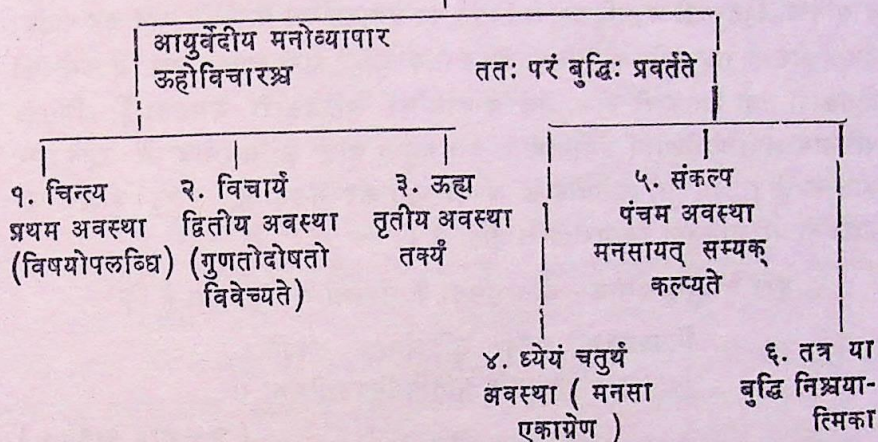 आयुर्वेदीय मनोव्यापार
ऊहोविचारश्च
ततः परं बुद्धिः प्रवर्तते
१. चिन्त्य
प्रथम अवस्था
(विषयोपलब्धि)
२. विचार्यं
द्वितीय अवस्था
(गुणतोदोषतो
विवेच्यते)
३. ऊह्य
तृतीय अवस्था
तर्क्यं
५. संकल्प
पंचम अवस्था
मनसायत् सम्यक्
कल्प्यते
४. ध्येयं चतुर्थ
अवस्था ( मनसा
एकाग्रेण )
६. तत्र या
बुद्धि निश्चया-
त्मिका